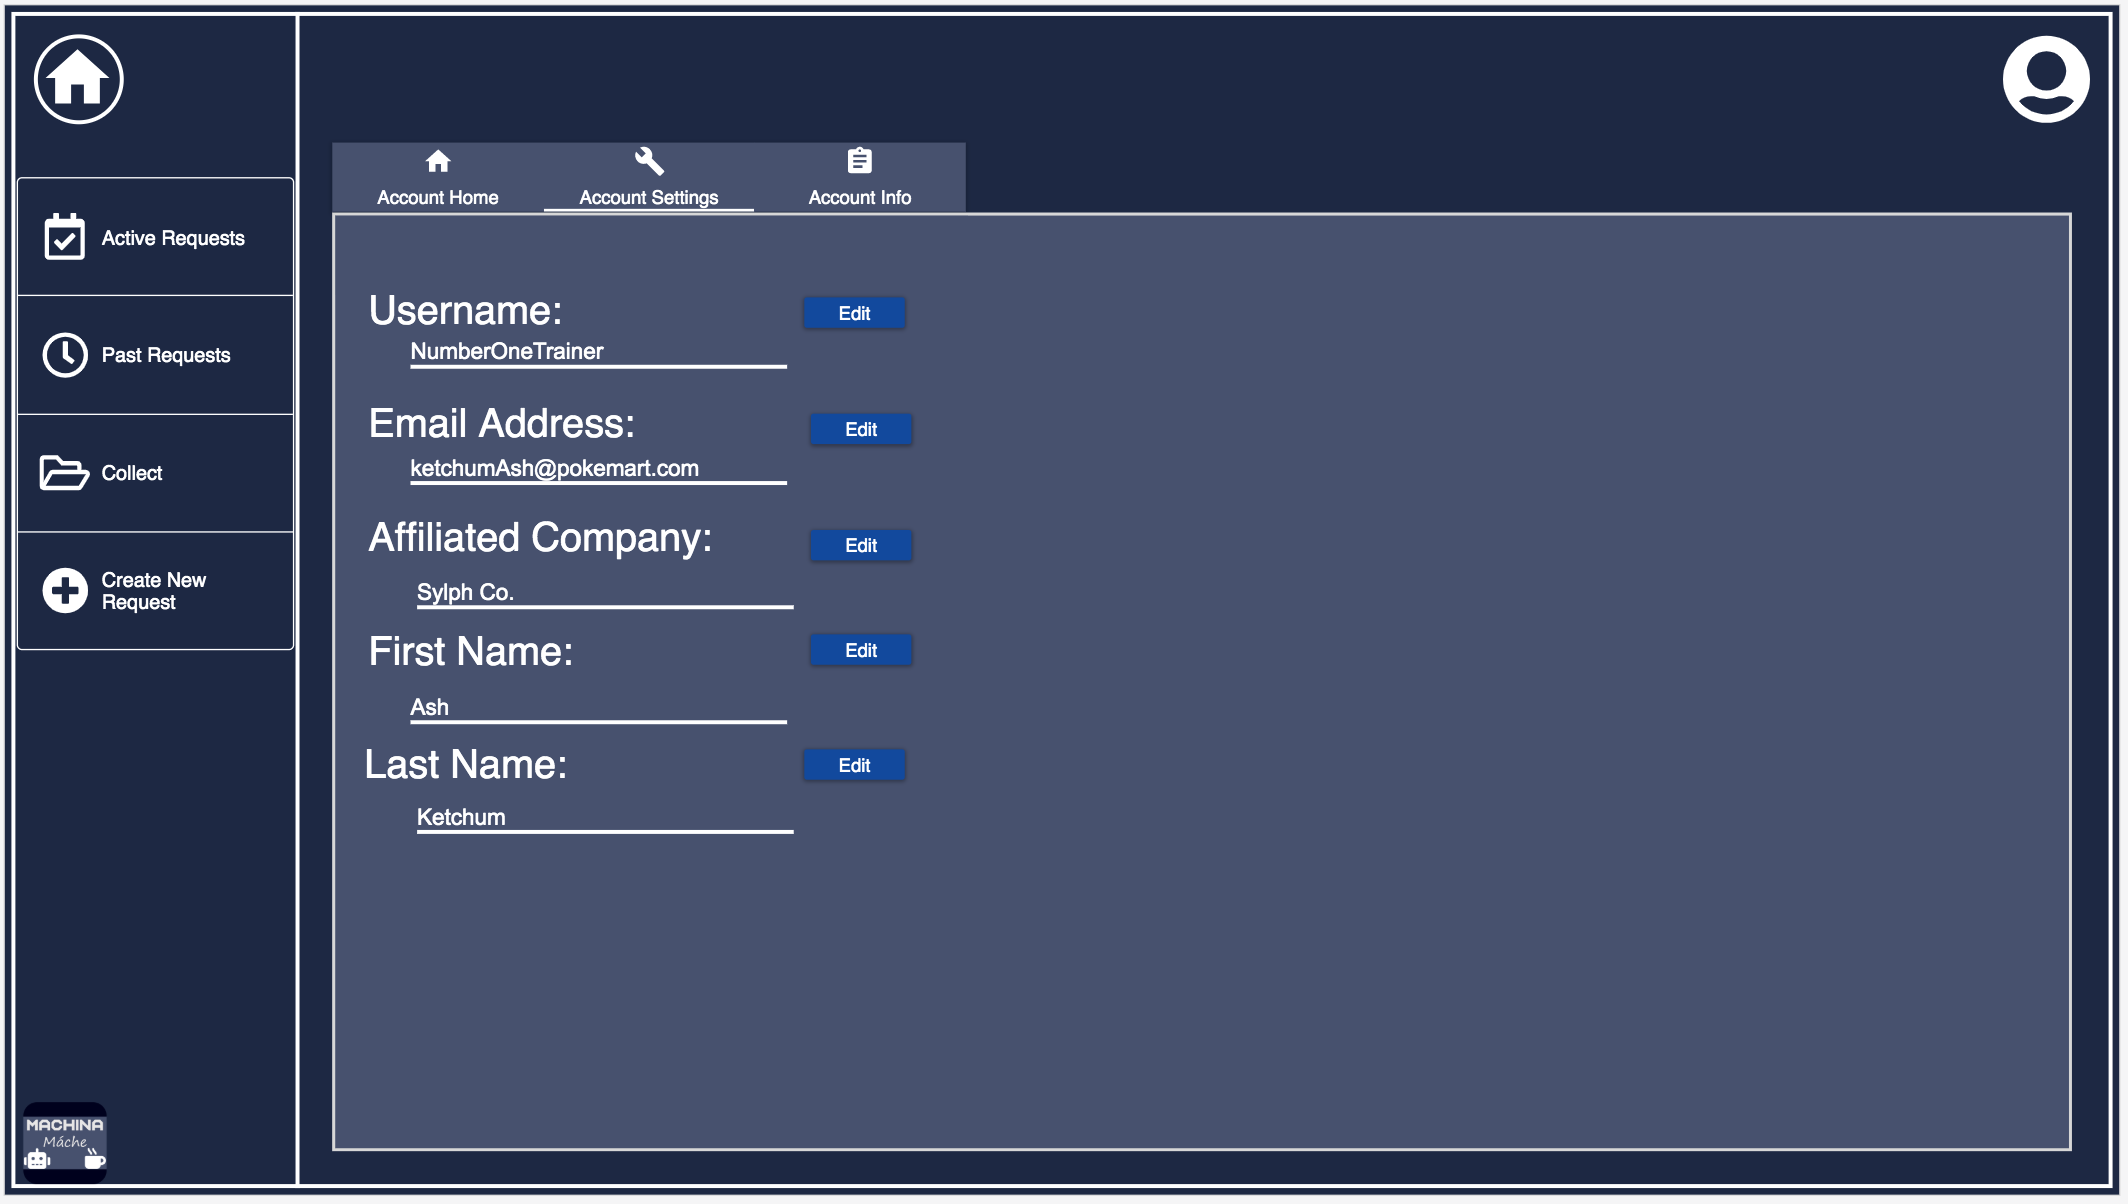 Account Home
Account Settings
Account Info
Active Requests
Past Requests
Collect
Create New
Request
Username:
Edit
NumberOneTrainer
Email Address:
Edit
ketchumAsh@pokemart.com
Affiliated Company:
Edit
Sylph Co.
First Name:
Edit
Ash
Last Name:
Edit
Ketchum
MACHINA
Máche